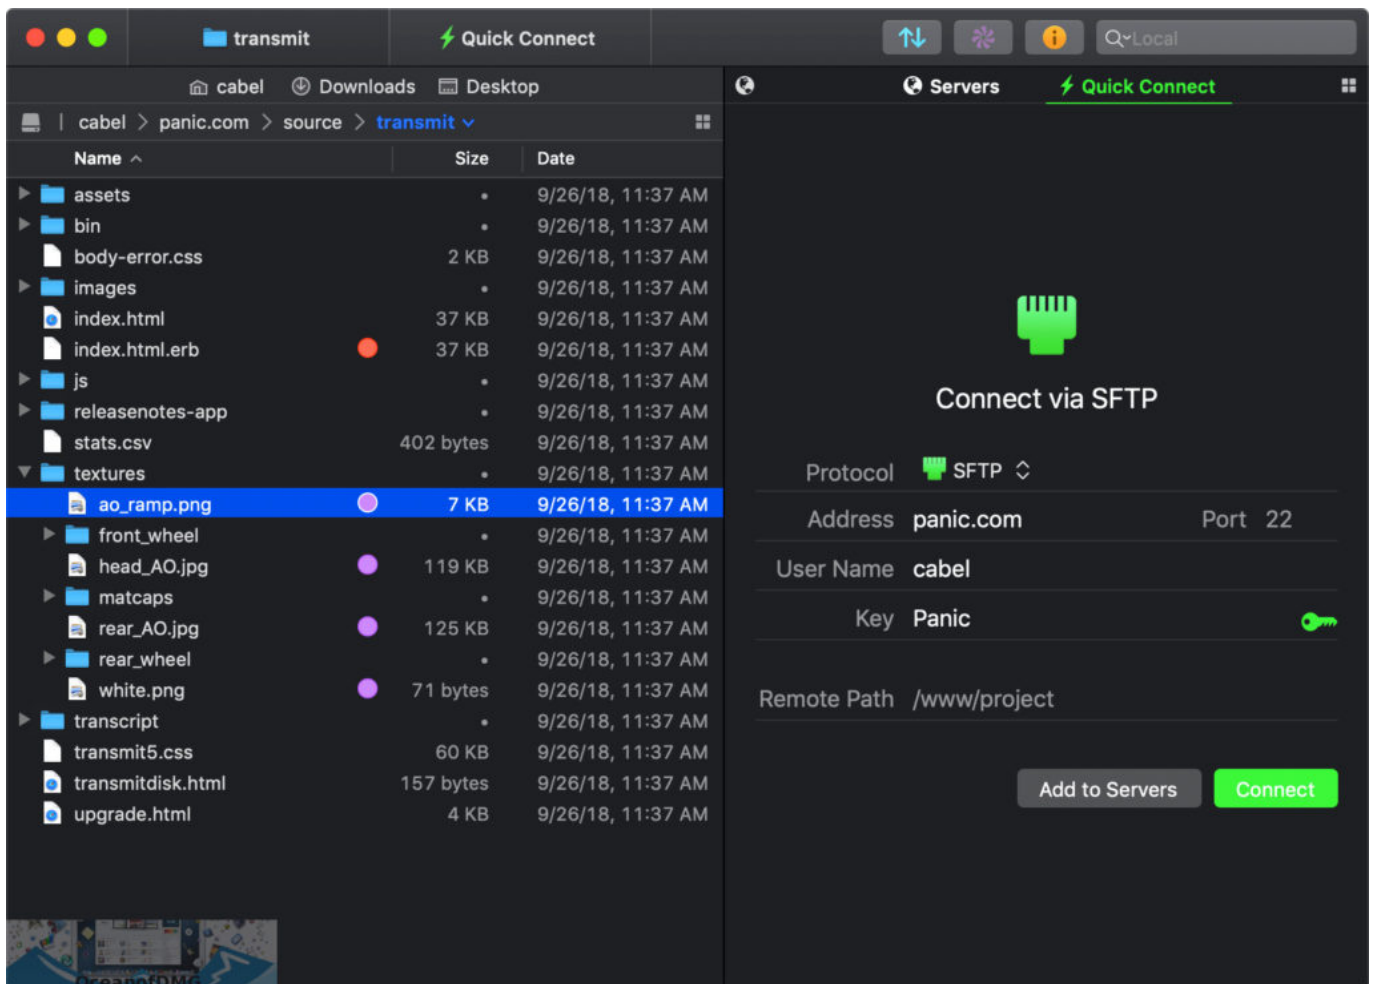 transmit
Quick Connect
Local
cabel Downloads Desktop
Servers Quick Connect
cabel > panic.com > source > transmit
Name Size Date
assets • 9/26/18, 11:37 AM
bin • 9/26/18, 11:37 AM
body-error.css 2 KB 9/26/18, 11:37 AM
images • 9/26/18, 11:37 AM
index.html 37 KB 9/26/18, 11:37 AM
index.html.erb 37 KB 9/26/18, 11:37 AM
js • 9/26/18, 11:37 AM
releasenotes-app • 9/26/18, 11:37 AM
stats.csv 402 bytes 9/26/18, 11:37 AM
textures • 9/26/18, 11:37 AM
ao_ramp.png 7 KB 9/26/18, 11:37 AM
front_wheel • 9/26/18, 11:37 AM
head_AO.jpg 119 KB 9/26/18, 11:37 AM
matcaps • 9/26/18, 11:37 AM
rear_AO.jpg 125 KB 9/26/18, 11:37 AM
rear_wheel • 9/26/18, 11:37 AM
white.png 71 bytes 9/26/18, 11:37 AM
transcript • 9/26/18, 11:37 AM
transmit5.css 60 KB 9/26/18, 11:37 AM
transmitdisk.html 157 bytes 9/26/18, 11:37 AM
upgrade.html 4 KB 9/26/18, 11:37 AM
Connect via SFTP
Protocol SFTP
Address panic.com Port 22
User Name cabel
Key Panic
Remote Path /www/project
Add to Servers Connect
OceanofDMG